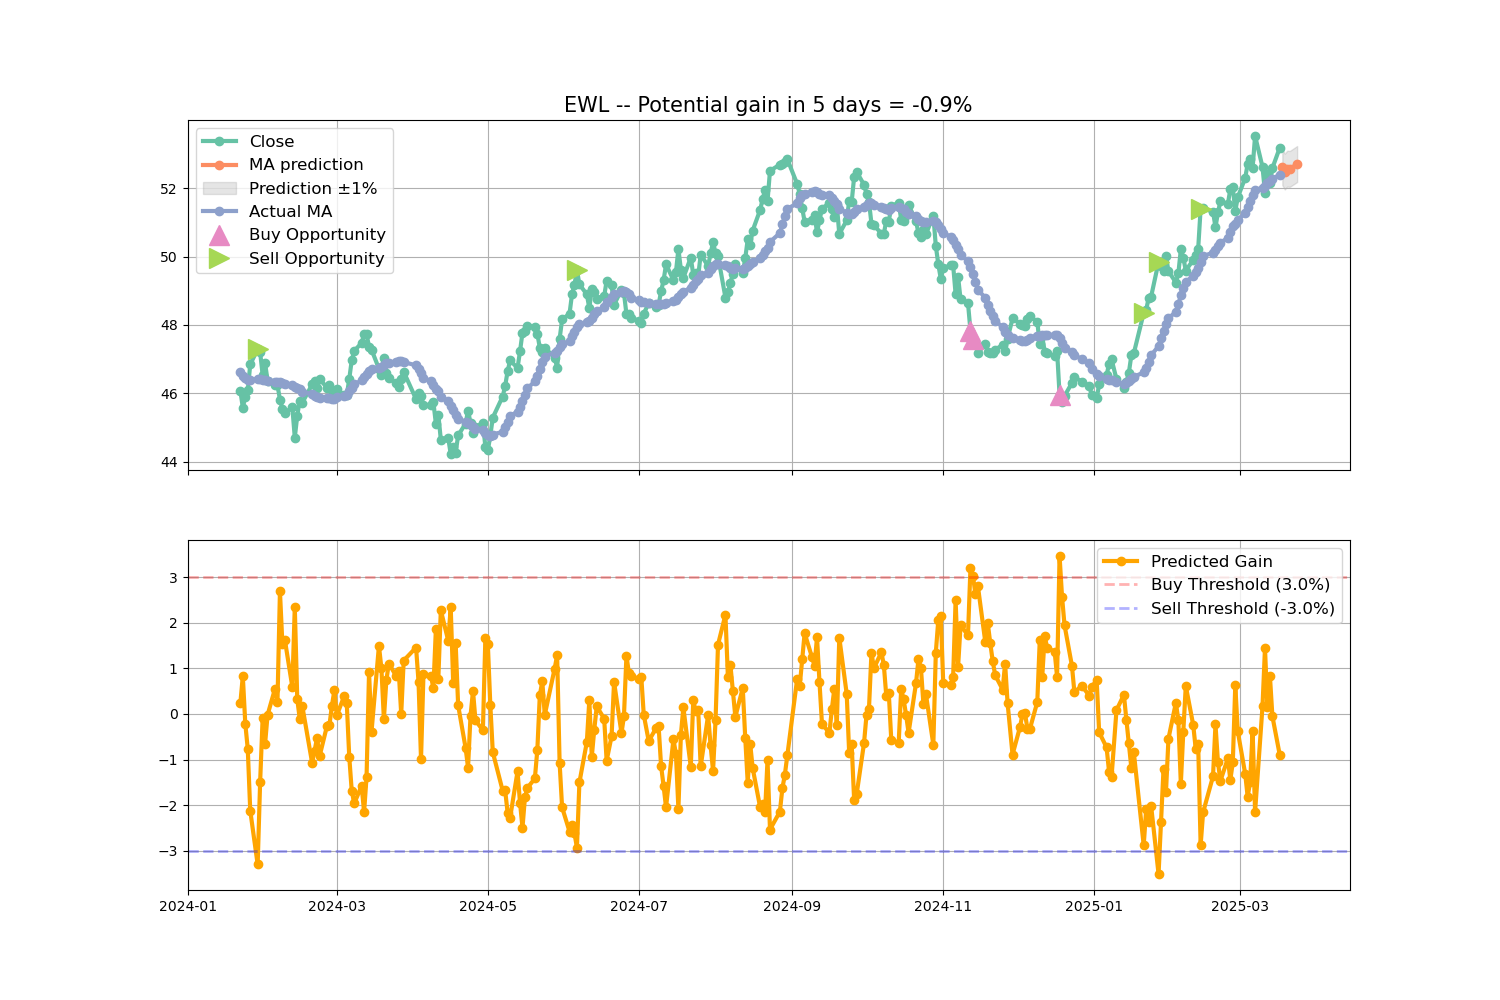 EWL -- Potential gain in 5 days = -0.9%
Close
MA prediction
Prediction ±1%
Actual MA
Buy Opportunity
Sell Opportunity
52
50
48
46
44
Predicted Gain
Buy Threshold (3.0%)
Sell Threshold (-3.0%)
3
2
1
0
−1
−2
−3
2024-01 2024-03 2024-05 2024-07 2024-09 2024-11 2025-01 2025-03